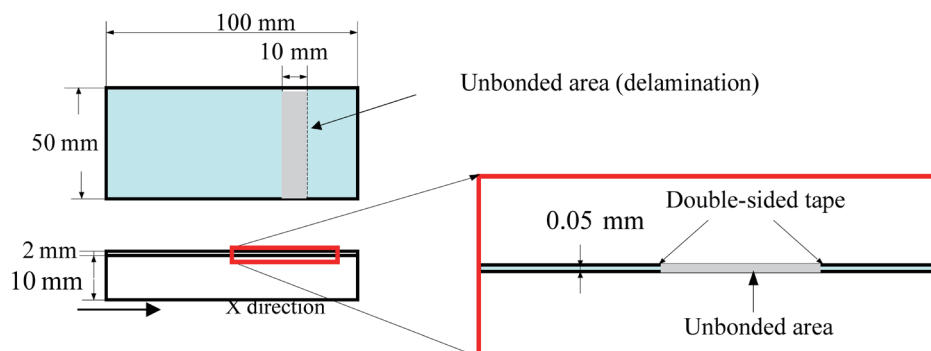 100 mm
10 mm
Unbonded area (delamination)
50 mm
2 mm
10 mm
X direction
Double-sided tape
0.05 mm
Unbonded area